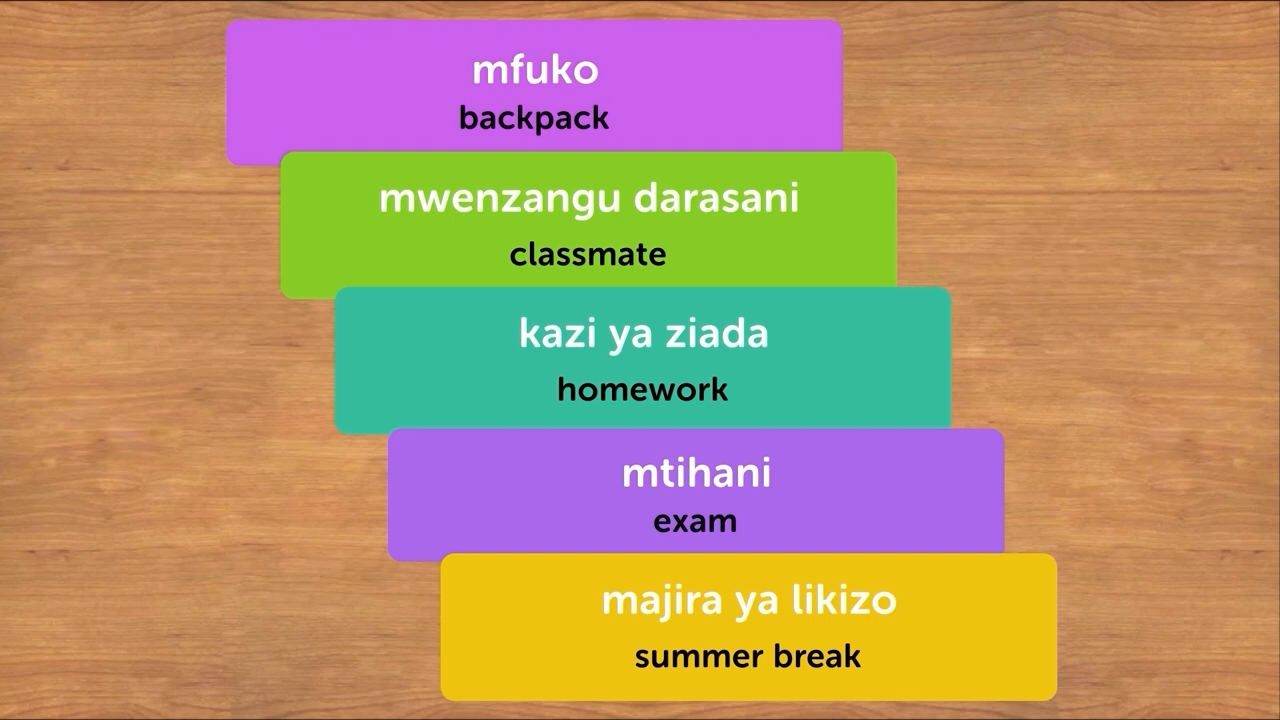 mfuko
backpack
mwenzangu darasani
classmate
kazi ya ziada
homework
mtihani
exam
majira ya likizo
summer break